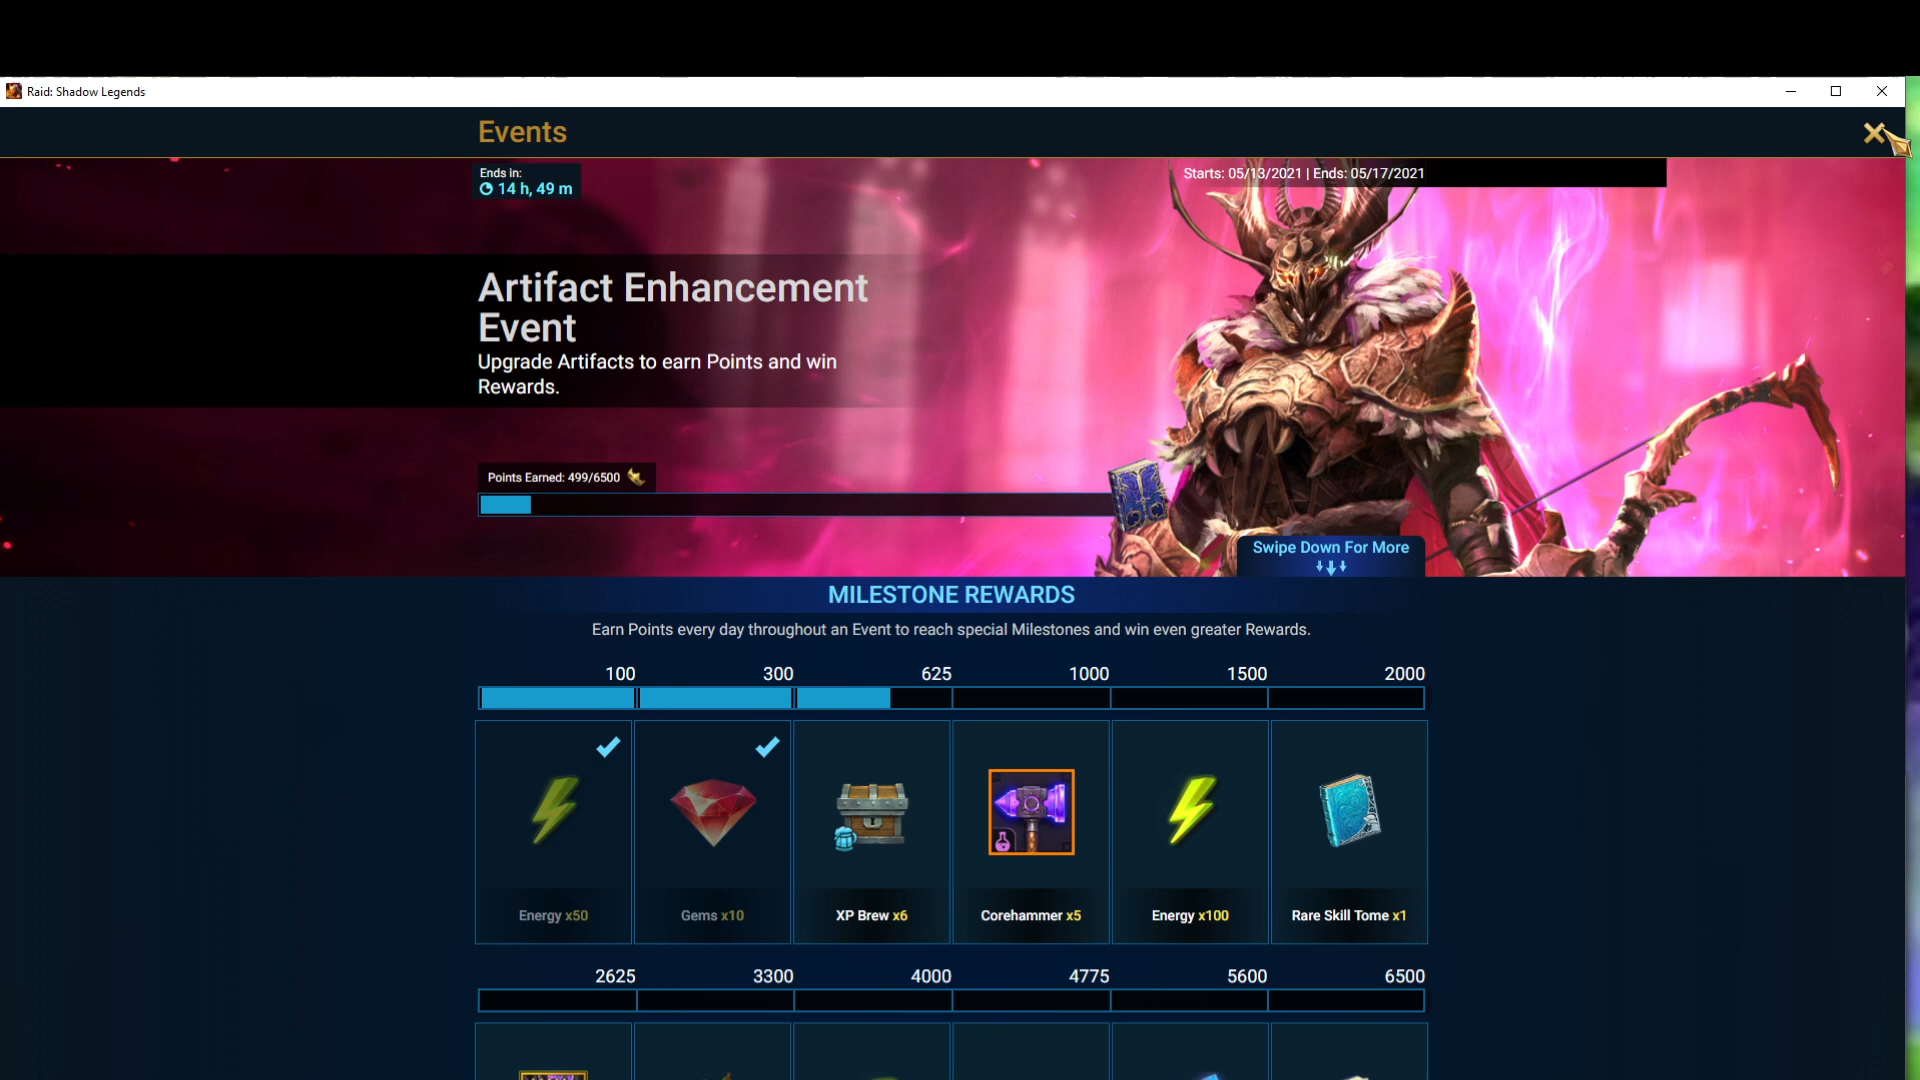 Raid: Shadow Legends
Events
Ends in:
14 h, 49 m
Starts: 05/13/2021 | Ends: 05/17/2021
Artifact Enhancement
Event
Upgrade Artifacts to earn Points and win
Rewards.
Points Earned: 499/6500
Swipe Down For More
MILESTONE REWARDS
Earn Points every day throughout an Event to reach special Milestones and win even greater Rewards.
100 300 625 1000 1500 2000
Energy x50 Gems x10 XP Brew x6 Corehammer x5 Energy x100 Rare Skill Tome x1
2625 3300 4000 4775 5600 6500